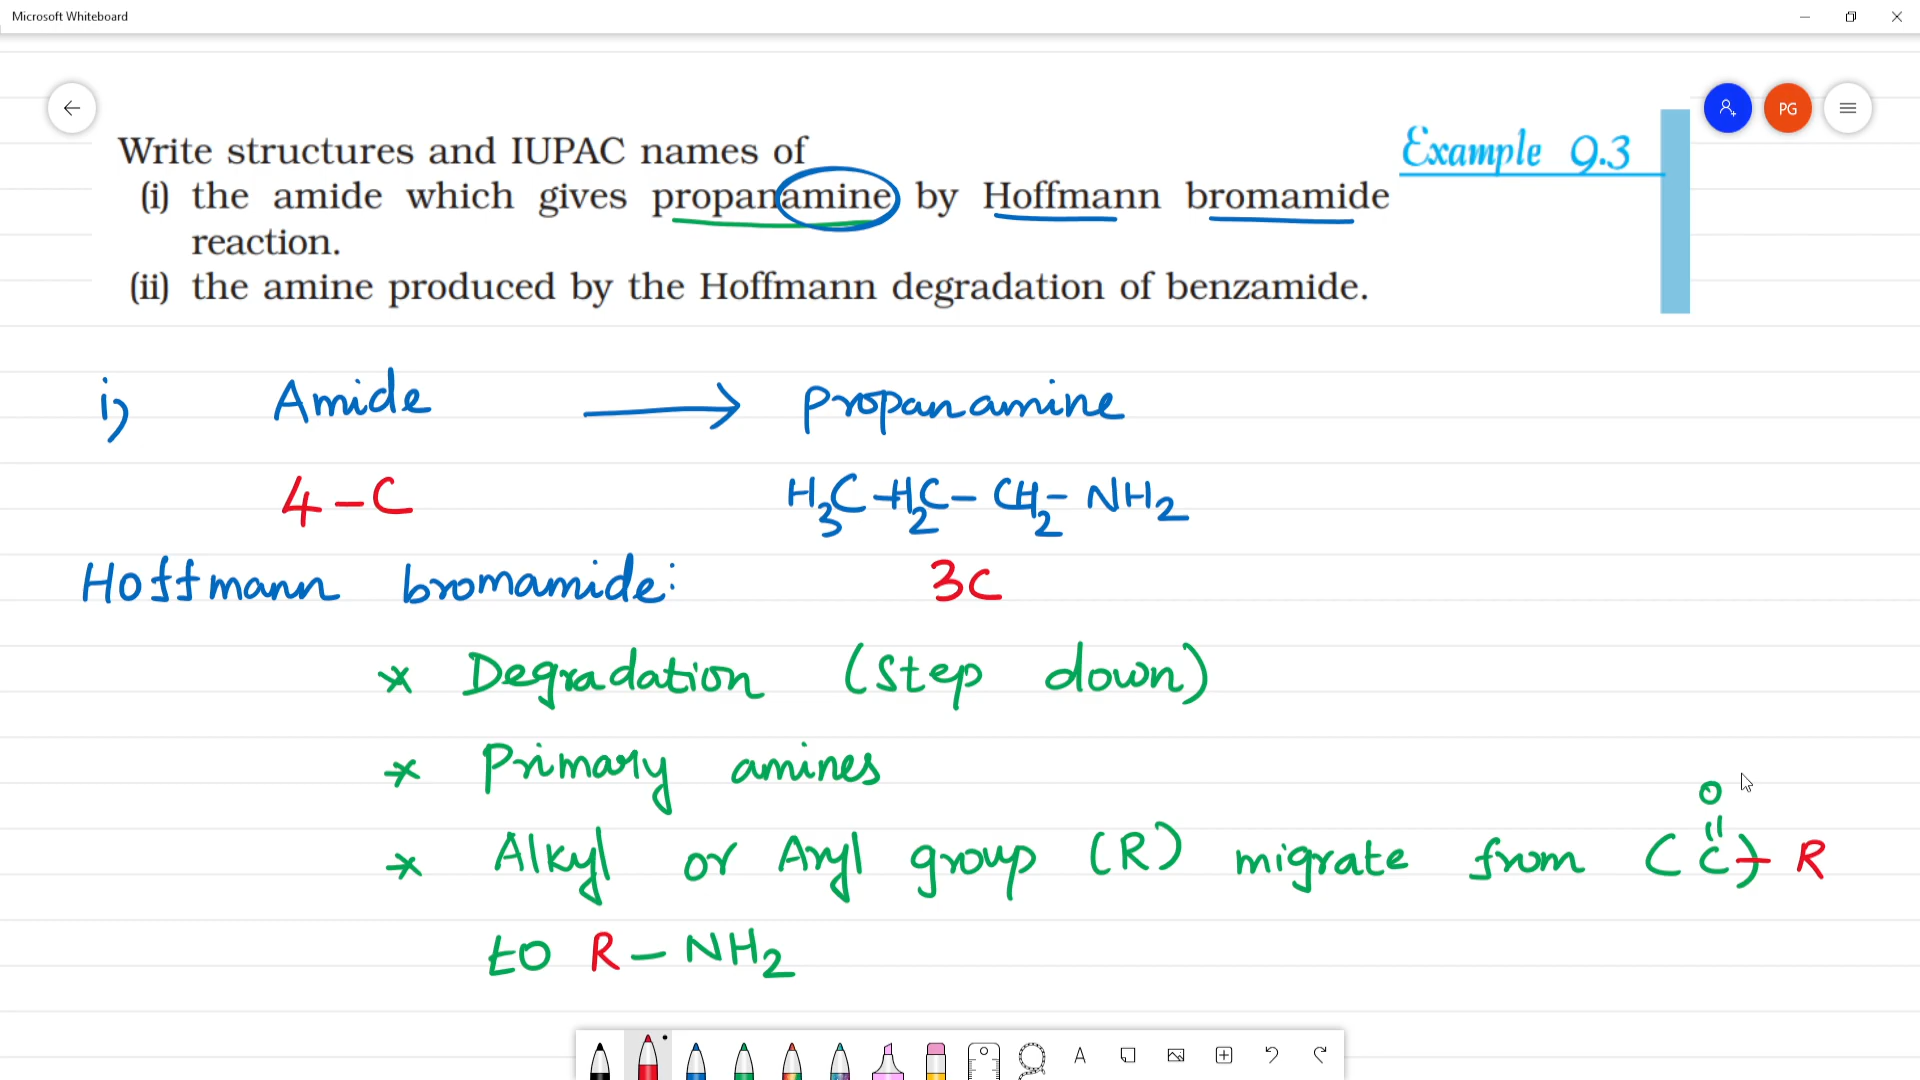 Microsoft Whiteboard
PG
Example 9.3
Write structures and IUPAC names of
(i) the amide which gives propanamine by Hoffmann bromamide
reaction.
(ii) the amine produced by the Hoffmann degradation of benzamide.
i) Amide ⟶ Propanamine
4-C H₃C-H₂C-CH₂-NH₂
Hoffmann bromamide: 3C
* Degradation (Step down)
* Primary amines
O
||
* Alkyl or Aryl group (R) migrate from (C)-R
to R-NH₂
A